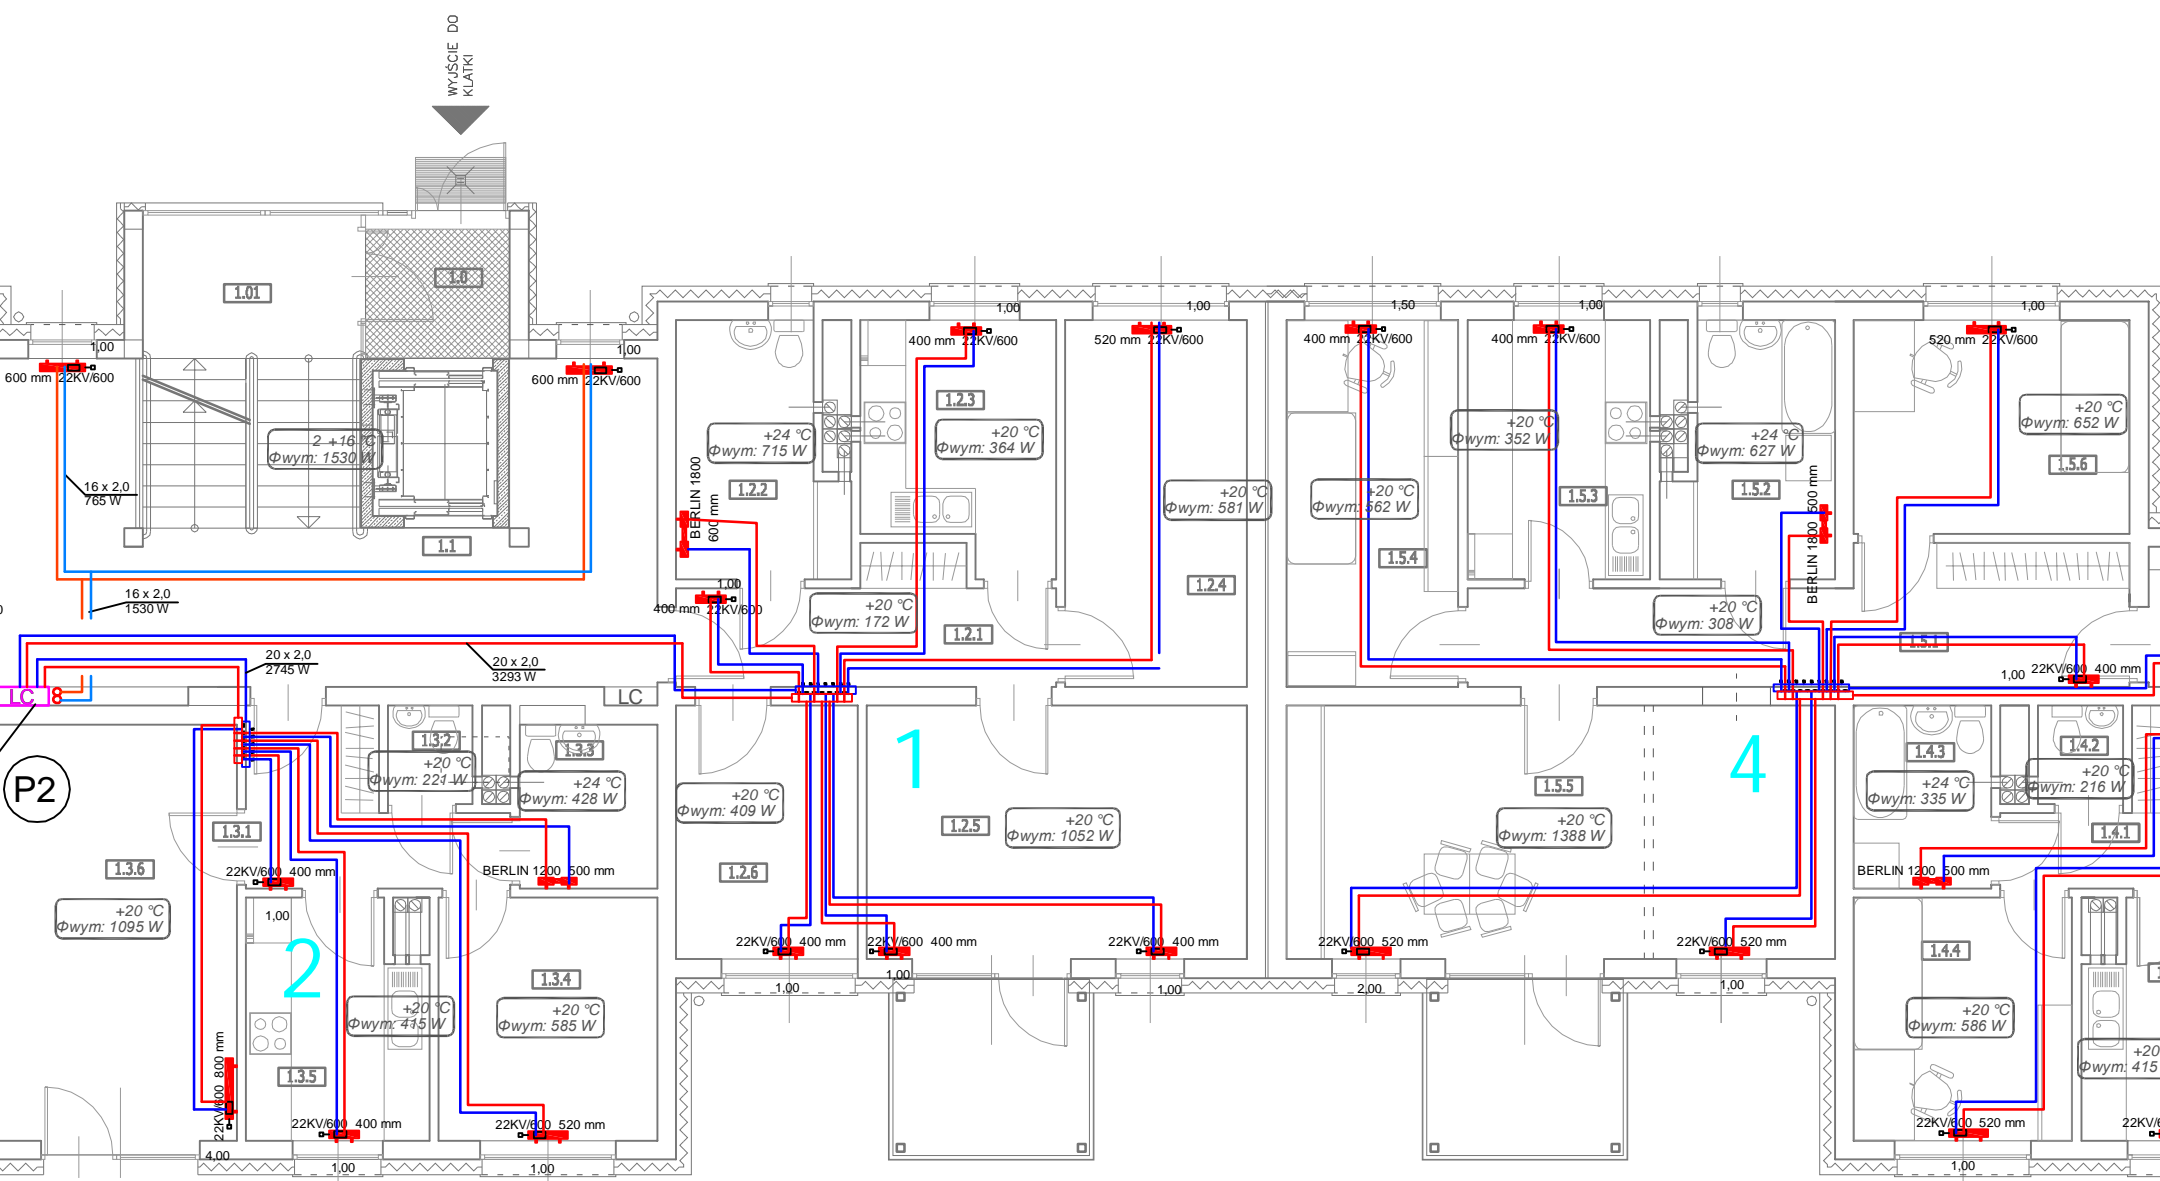 WYJŚCIE DO
KLATKI
1.01
1.0
1,00
600 mm 22KV/600
2 +16 °C
Φwym: 1530 W
16 x 2,0
765 W
1.1
1,00
600 mm 22KV/600
16 x 2,0
1530 W
20 x 2,0
2745 W
20 x 2,0
3293 W
LC
LC
P2
+24 °C
Φwym: 715 W
1.2.2
BERLIN 1800
600 mm
1,00
400 mm 22KV/600
1,00
400 mm 22KV/600
1.2.3
+20 °C
Φwym: 364 W
+20 °C
Φwym: 172 W
1.2.1
1,00
520 mm 22KV/600
+20 °C
Φwym: 581 W
1.2.4
1,50
400 mm 22KV/600
+20 °C
Φwym: 562 W
1.5.4
1,00
400 mm 22KV/600
+20 °C
Φwym: 352 W
1.5.3
+24 °C
Φwym: 627 W
1.5.2
BERLIN 1800 500 mm
+20 °C
Φwym: 308 W
1.5.1
1,00
520 mm 22KV/600
+20 °C
Φwym: 652 W
1.5.6
22KV/600 400 mm
1,00
1.3.2
+20 °C
Φwym: 221 W
1.3.3
+24 °C
Φwym: 428 W
1.3.1
1.3.6
+20 °C
Φwym: 1095 W
22KV/600 400 mm
1,00
2
BERLIN 1200 500 mm
1.3.4
+20 °C
Φwym: 585 W
+20 °C
Φwym: 415 W
1.3.5
22KV/600 800 mm
4,00
22KV/600 400 mm
1,00
22KV/600 520 mm
1,00
1
+20 °C
Φwym: 409 W
1.2.6
1.2.5
+20 °C
Φwym: 1052 W
22KV/600 400 mm
1,00
22KV/600 400 mm
1,00
22KV/600 400 mm
1,00
4
1.5.5
+20 °C
Φwym: 1388 W
22KV/600 520 mm
2,00
22KV/600 520 mm
1,00
1.4.3
+24 °C
Φwym: 335 W
1.4.2
+20 °C
Φwym: 216 W
1.4.1
BERLIN 1200 500 mm
1.4.4
+20 °C
Φwym: 586 W
+20
Φwym: 415
22KV/600 520 mm
1,00